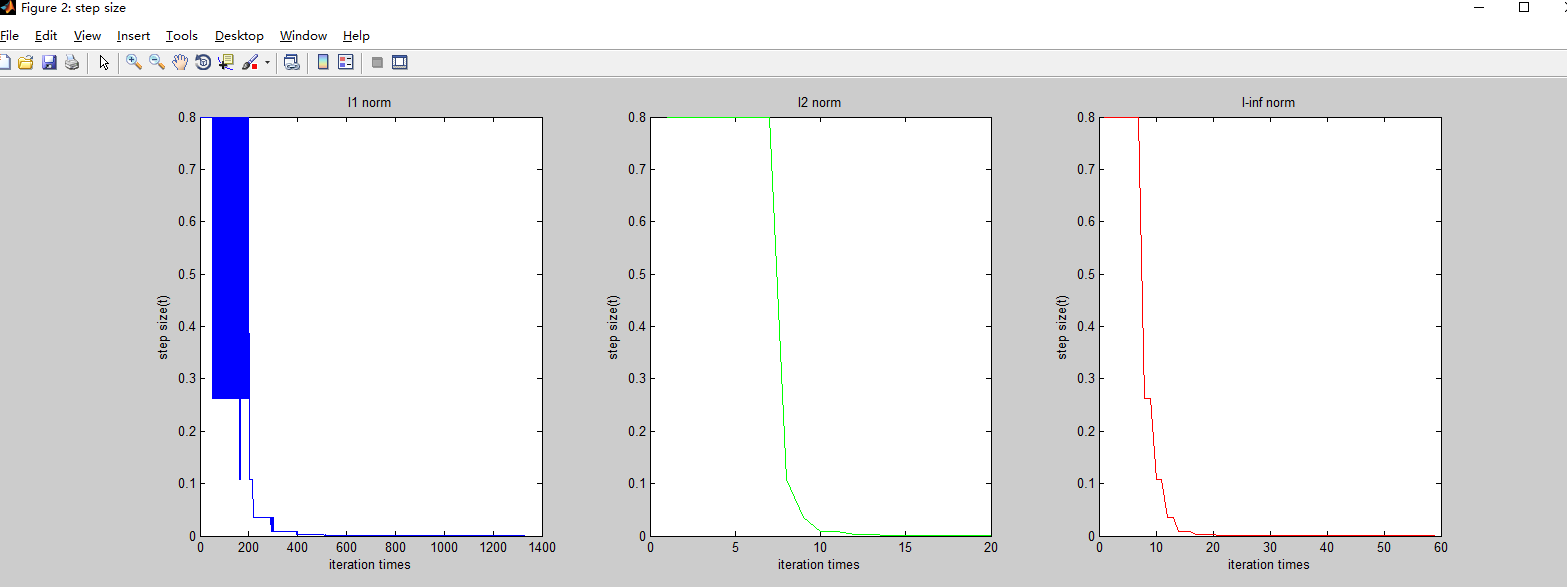 Figure 2: step size
File Edit View Insert Tools Desktop Window Help
l1 norm
0.8
0.7
0.6
0.5
0.4
0.3
0.2
0.1
0
step size(t)
0 200 400 600 800 1000 1200 1400
iteration times
l2 norm
0.8
0.7
0.6
0.5
0.4
0.3
0.2
0.1
0
step size(t)
0 5 10 15 20
iteration times
l-inf norm
0.8
0.7
0.6
0.5
0.4
0.3
0.2
0.1
0
step size(t)
0 10 20 30 40 50 60
iteration times